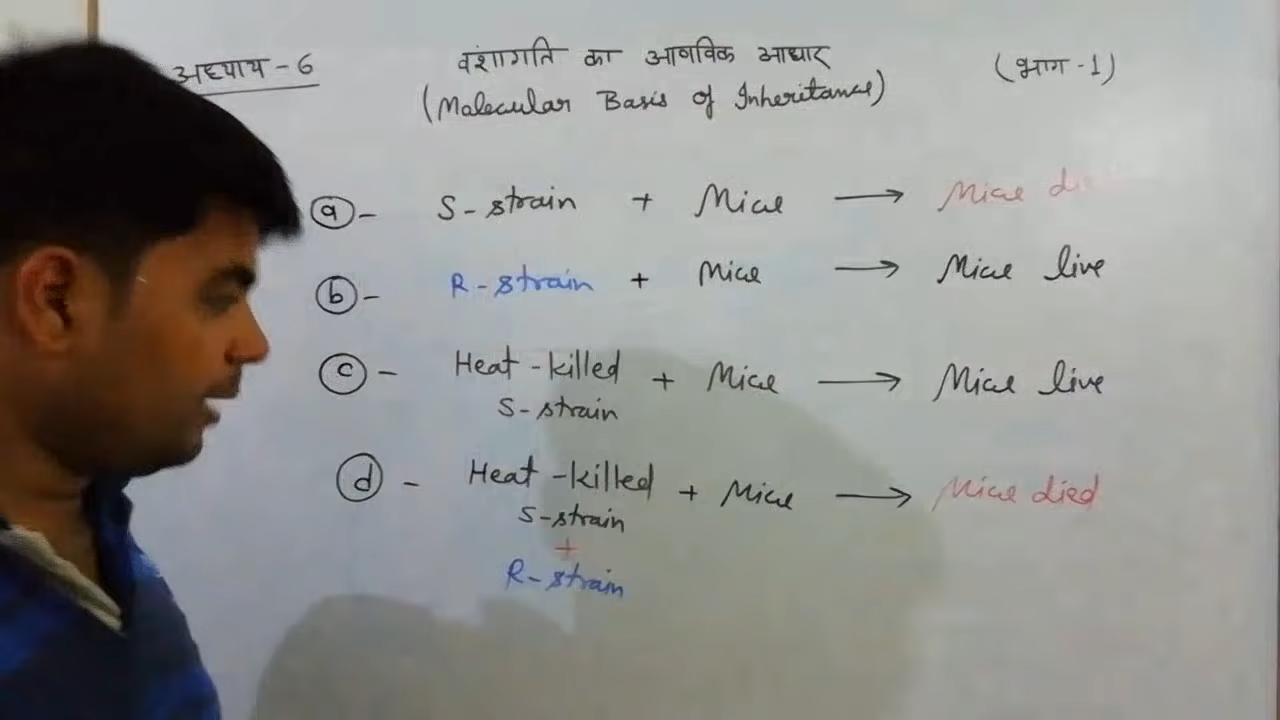 अध्याय - 6 वंशागति का आणविक आधार (भाग - 1)
(Molecular Basis of Inheritance)
(a) - S-strain + Mice → Mice died
(b) - R-strain + Mice → Mice live
(c) - Heat-killed + Mice → Mice live
S-strain
(d) - Heat-killed + Mice → Mice died
S-strain
+
R-strain